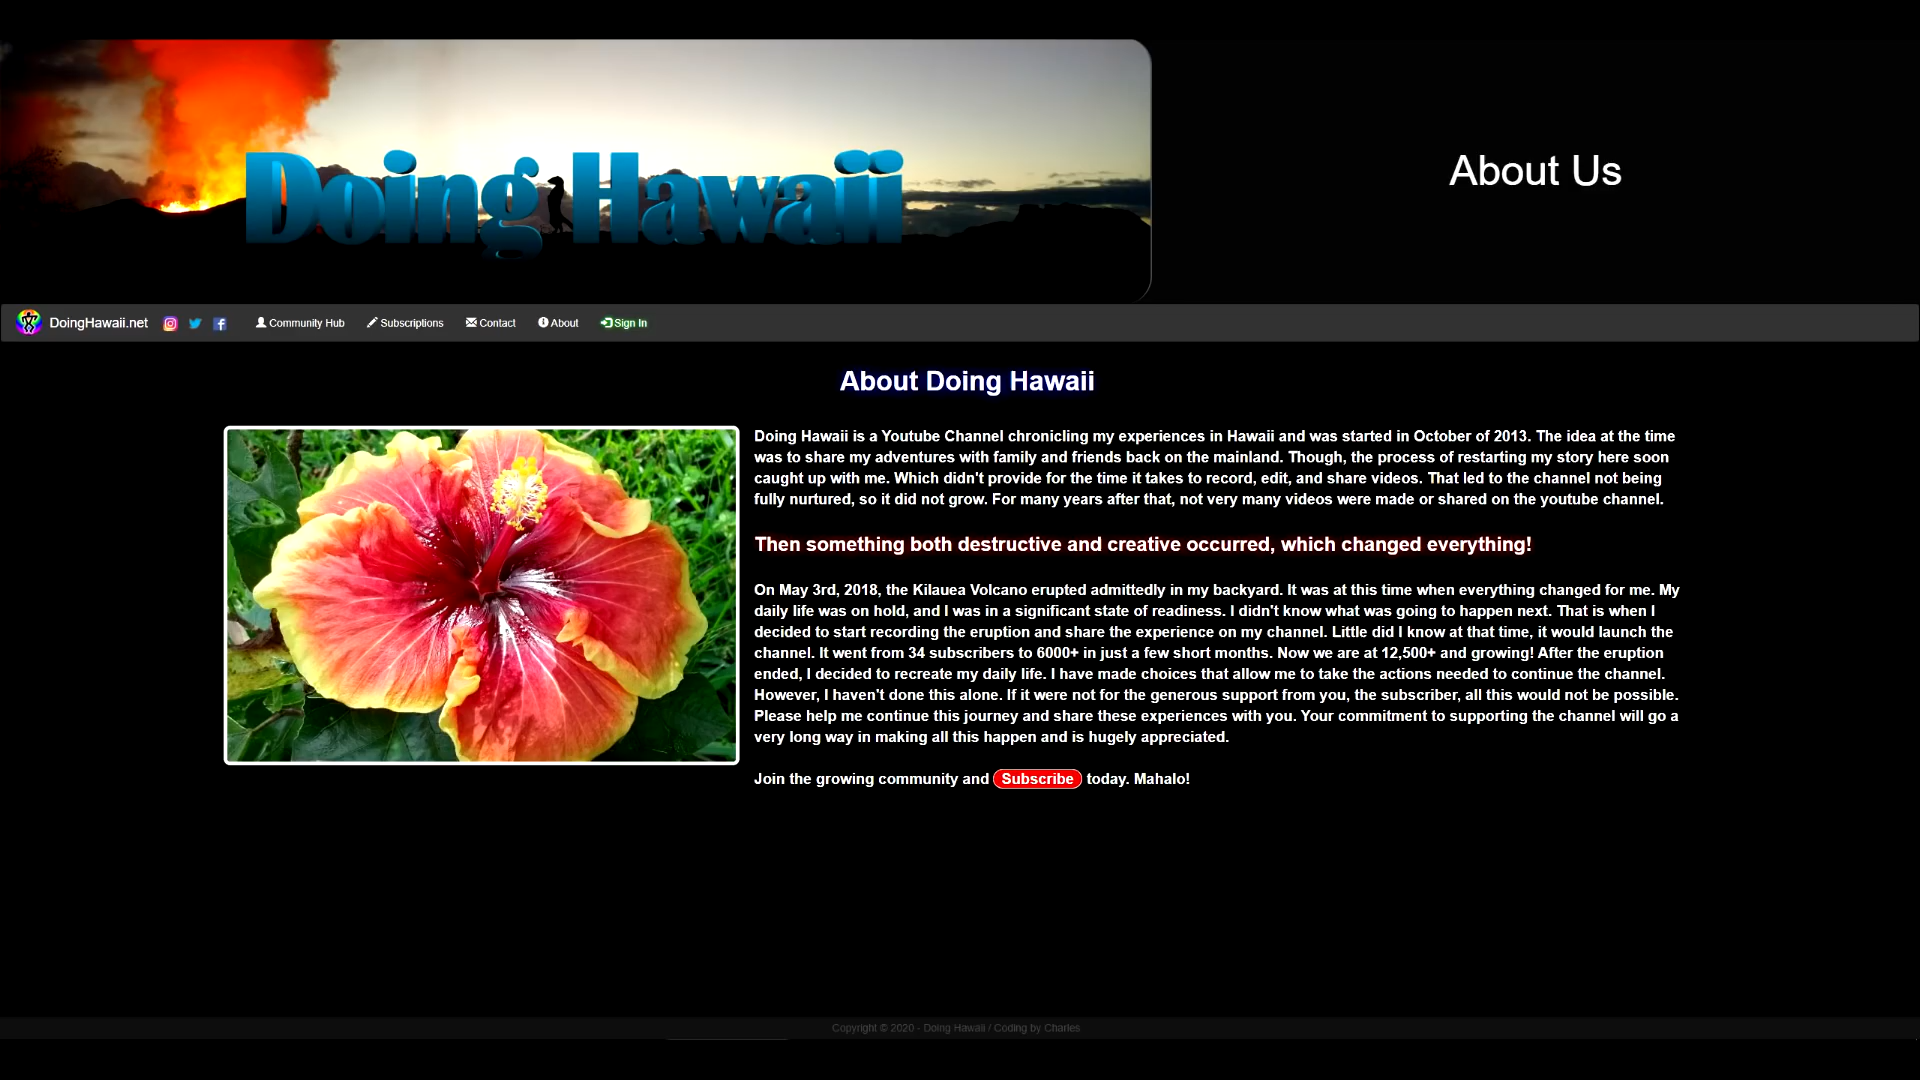 Doing Hawaii
About Us
DoingHawaii.net Community Hub Subscriptions Contact About Sign In
About Doing Hawaii
Doing Hawaii is a Youtube Channel chronicling my experiences in Hawaii and was started in October of 2013. The idea at the time
was to share my adventures with family and friends back on the mainland. Though, the process of restarting my story here soon
caught up with me. Which didn't provide for the time it takes to record, edit, and share videos. That led to the channel not being
fully nurtured, so it did not grow. For many years after that, not very many videos were made or shared on the youtube channel.
Then something both destructive and creative occurred, which changed everything!
On May 3rd, 2018, the Kilauea Volcano erupted admittedly in my backyard. It was at this time when everything changed for me. My
daily life was on hold, and I was in a significant state of readiness. I didn't know what was going to happen next. That is when I
decided to start recording the eruption and share the experience on my channel. Little did I know at that time, it would launch the
channel. It went from 34 subscribers to 6000+ in just a few short months. Now we are at 12,500+ and growing! After the eruption
ended, I decided to recreate my daily life. I have made choices that allow me to take the actions needed to continue the channel.
However, I haven't done this alone. If it were not for the generous support from you, the subscriber, all this would not be possible.
Please help me continue this journey and share these experiences with you. Your commitment to supporting the channel will go a
very long way in making all this happen and is hugely appreciated.
Join the growing community and Subscribe today. Mahalo!
Copyright © 2020 - Doing Hawaii / Coding by Charles